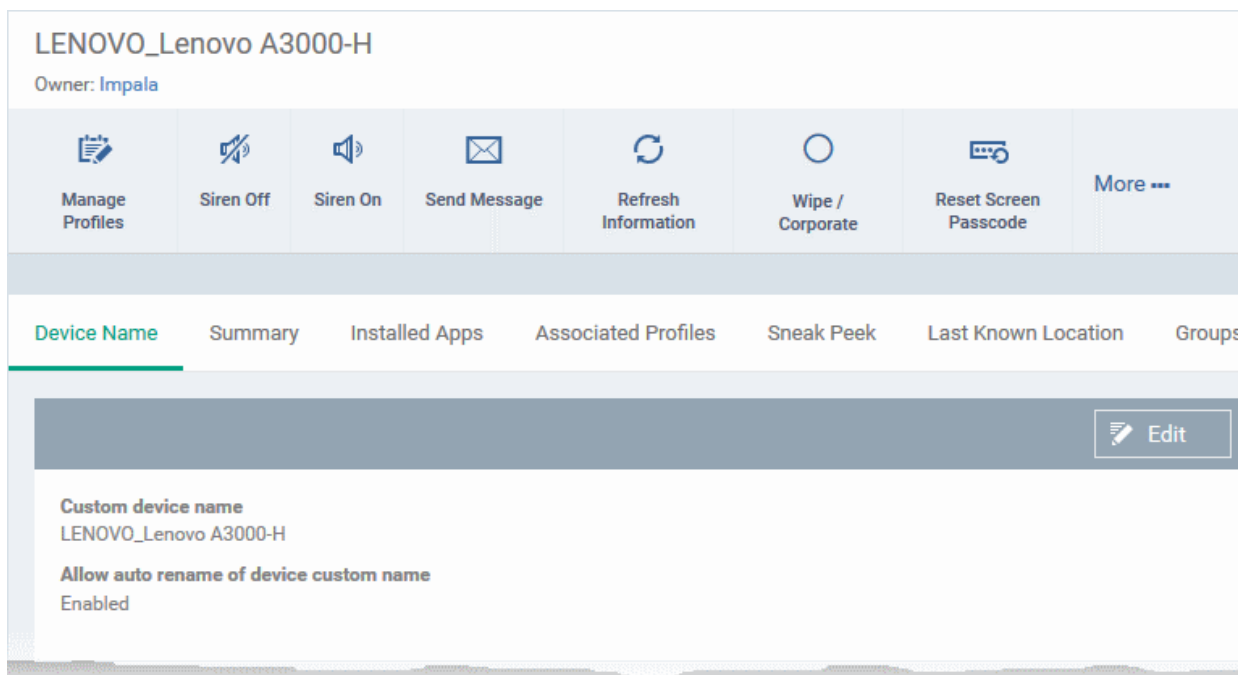 LENOVO_Lenovo A3000-H
Owner: Impala
Manage Profiles
Siren Off
Siren On
Send Message
Refresh Information
Wipe / Corporate
Reset Screen Passcode
More
Device Name Summary Installed Apps Associated Profiles Sneak Peek Last Known Location Groups
Edit
Custom device name
LENOVO_Lenovo A3000-H
Allow auto rename of device custom name
Enabled